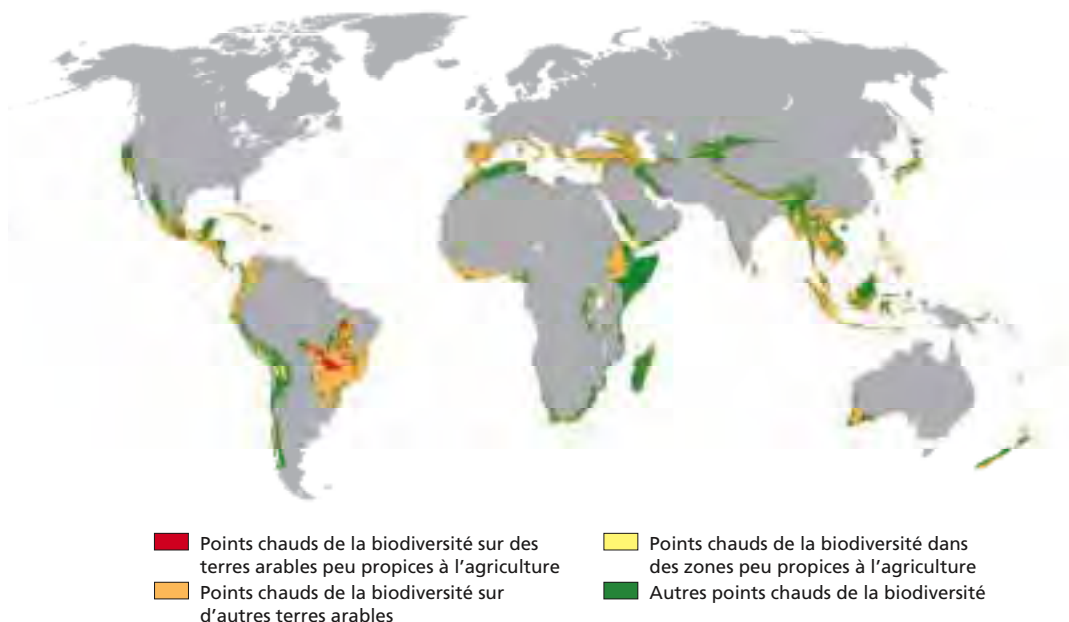 Points chauds de la biodiversité sur des
terres arables peu propices à l’agriculture
Points chauds de la biodiversité sur
d’autres terres arables
Points chauds de la biodiversité dans
des zones peu propices à l’agriculture
Autres points chauds de la biodiversité